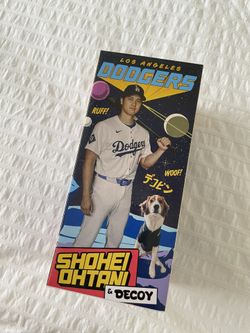 LOS ANGELES
DODGERS
RUFF!
Dodgers
WOOF!
デコピン
SHOHEI
OHTANI
& DECOY